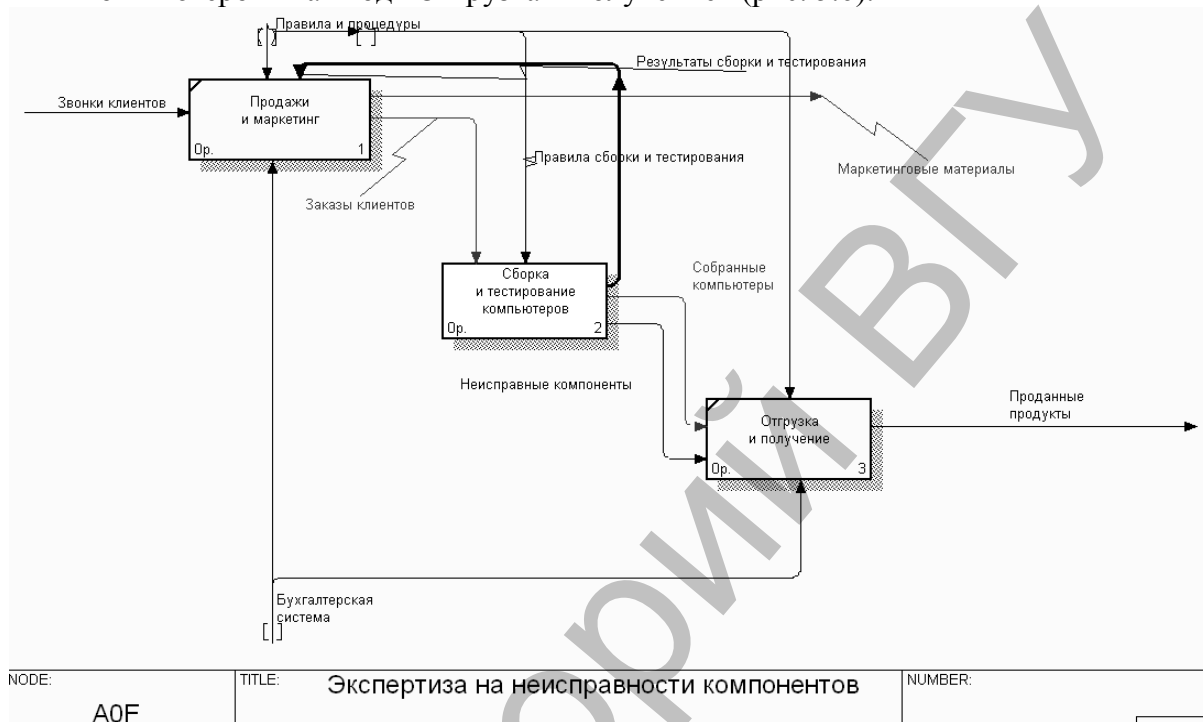 Правила и процедуры
Результаты сборки и тестирования
Звонки клиентов
Продажи
и маркетинг
0р. 1
Правила сборки и тестирования
Маркетинговые материалы
Заказы клиентов
Сборка
и тестирование
компьютеров
0р. 2
Собранные
компьютеры
Неисправные компоненты
Отгрузка
и получение
0р. 3
Проданные
продукты
Бухгалтерская
система
NODE:
A0F
TITLE:
Экспертиза на неисправности компонентов
NUMBER:
орий ВГУ